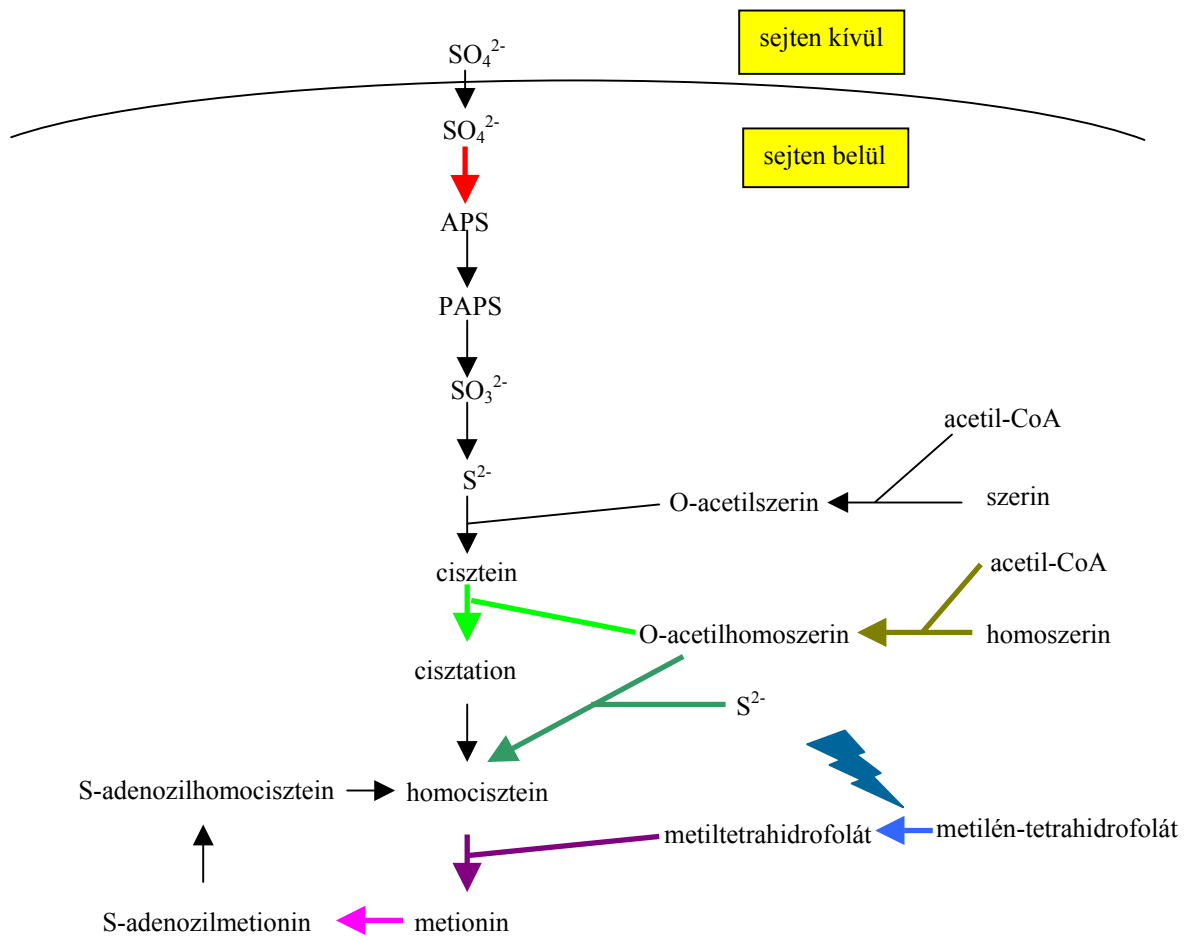 sejten kívül
SO₄²⁻
SO₄²⁻
sejten belül
APS
PAPS
SO₃²⁻
acetil-CoA
S²⁻
O-acetilszerin
szerin
cisztein
acetil-CoA
O-acetilhomoszerin
homoszerin
cisztation
S²⁻
S-adenozilhomocisztein
homocisztein
metiltetrahidrofolát
metilén-tetrahidrofolát
S-adenozilmetionin
metionin